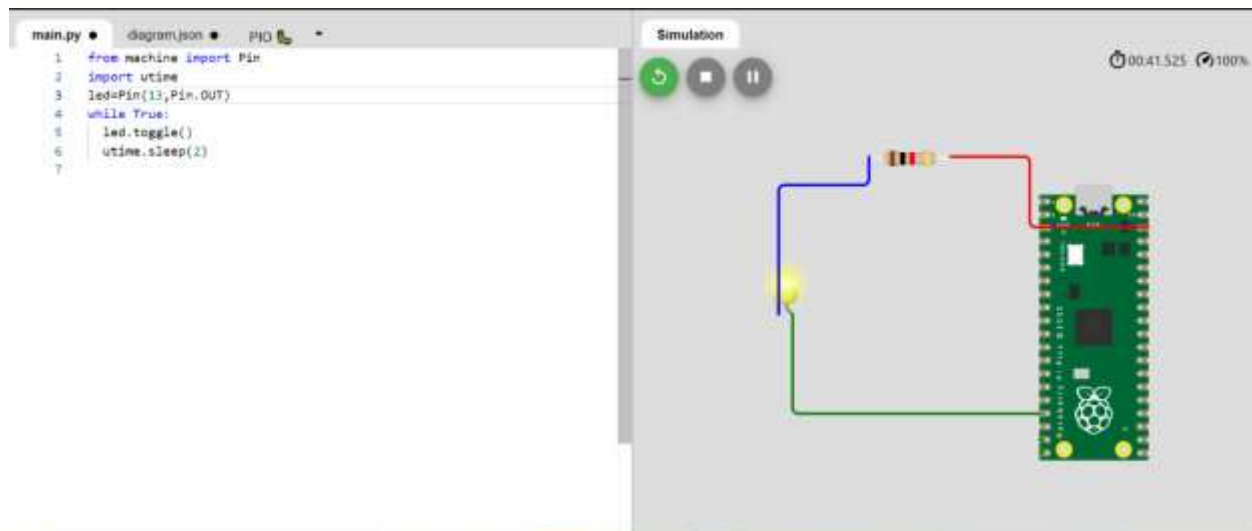 main.py ● diagram.json ● PIO
1 from machine import Pin
2 import utime
3 led=Pin(13,Pin.OUT)
4 while True:
5 led.toggle()
6 utime.sleep(2)
7
Simulation
00:41.525 100%